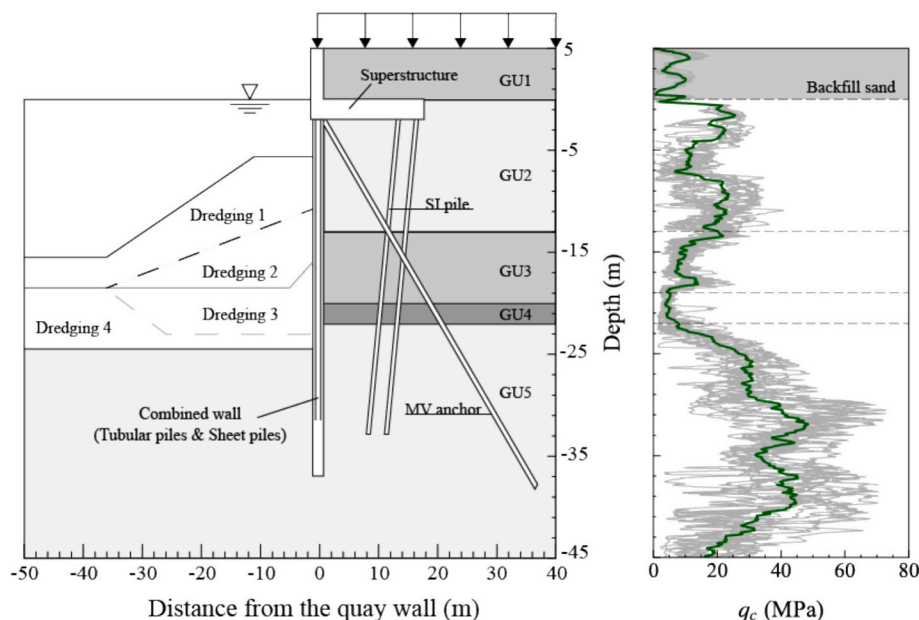 5
Superstructure
GU1
Backfill sand
-5
GU2
Dredging 1
SI pile
-15
Dredging 2
GU3
Dredging 3
GU4
Depth (m)
Dredging 4
-25
GU5
MV anchor
Combined wall
(Tubular piles & Sheet piles)
-35
-45
-50 -40 -30 -20 -10 0 10 20 30 40
0 20 40 60 80
Distance from the quay wall (m)
qc (MPa)